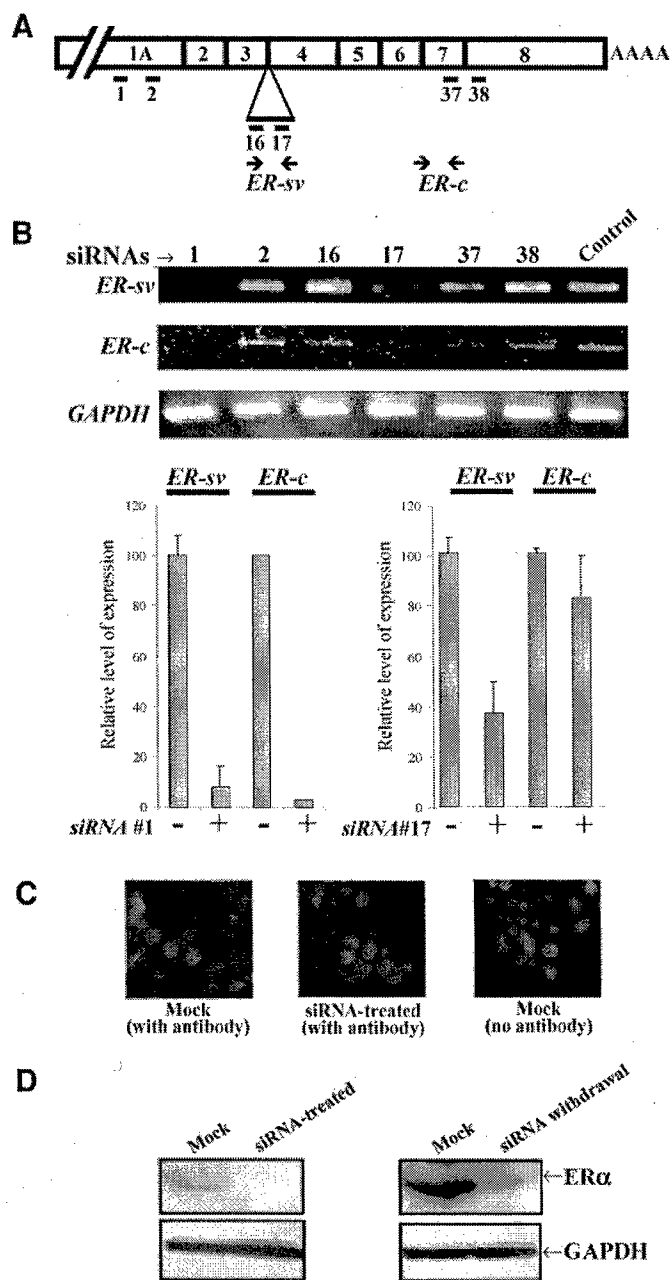 A
1A 2 3 4 5 6 7 8 AAAA
1 2 37 38
16 17
ER-sv ER-c
B
siRNAs → 1 2 16 17 37 38 Control
ER-sv
ER-c
GAPDH
ER-sv ER-c ER-sv ER-c
120 120
100 100
80 80
60 60
40 40
20 20
0 0
Relative level of expression Relative level of expression
siRNA #1 - + - + siRNA#17 - + - +
C
Mock siRNA-treated Mock
(with antibody) (with antibody) (no antibody)
D
Mock siRNA-treated Mock siRNA withdrawal
←ERα
←GAPDH